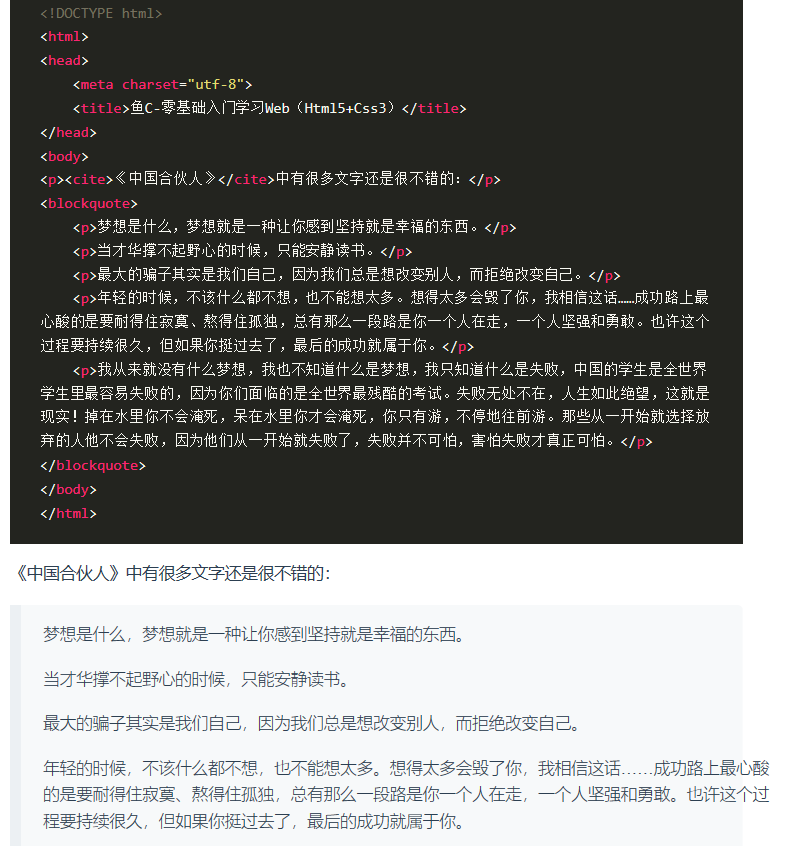 <!DOCTYPE html>
<html>
<head>
    <meta charset="utf-8">
    <title>鱼C-零基础入门学习Web（Html5+Css3）</title>
</head>
<body>
<p><cite>《中国合伙人》</cite>中有很多文字还是很不错的：</p>
<blockquote>
    <p>梦想是什么，梦想就是一种让你感到坚持就是幸福的东西。</p>
    <p>当才华撑不起野心的时候，只能安静读书。</p>
    <p>最大的骗子其实是我们自己，因为我们总是想改变别人，而拒绝改变自己。</p>
    <p>年轻的时候，不该什么都不想，也不能想太多。想得太多会毁了你，我相信这话……成功路上最
心酸的是要耐得住寂寞、熬得住孤独，总有那么一段路是你一个人在走，一个人坚强和勇敢。也许这个
过程要持续很久，但如果你挺过去了，最后的成功就属于你。</p>
    <p>我从来就没有什么梦想，我也不知道什么是梦想，我只知道什么是失败，中国的学生是全世界
学生里最容易失败的，因为你们面临的是全世界最残酷的考试。失败无处不在，人生如此绝望，这就是
现实！掉在水里你不会淹死，呆在水里你才会淹死，你只有游，不停地往前游。那些从一开始就选择放
弃的人他不会失败，因为他们从一开始就失败了，失败并不可怕，害怕失败才真正可怕。</p>
</blockquote>
</body>
</html>
《中国合伙人》中有很多文字还是很不错的：
梦想是什么，梦想就是一种让你感到坚持就是幸福的东西。
当才华撑不起野心的时候，只能安静读书。
最大的骗子其实是我们自己，因为我们总是想改变别人，而拒绝改变自己。
年轻的时候，不该什么都不想，也不能想太多。想得太多会毁了你，我相信这话……成功路上最心酸
的是要耐得住寂寞、熬得住孤独，总有那么一段路是你一个人在走，一个人坚强和勇敢。也许这个过
程要持续很久，但如果你挺过去了，最后的成功就属于你。